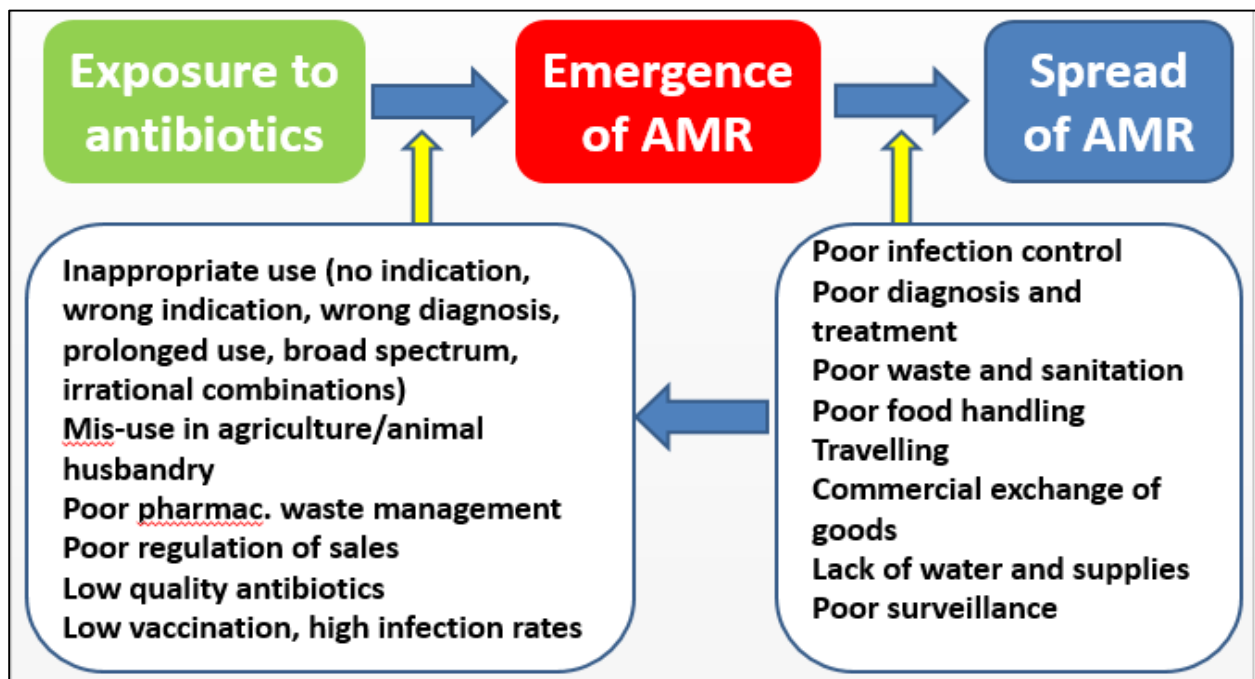 Exposure to
antibiotics
Emergence
of AMR
Spread
of AMR
Inappropriate use (no indication,
wrong indication, wrong diagnosis,
prolonged use, broad spectrum,
irrational combinations)
Mis-use in agriculture/animal
husbandry
Poor pharmac. waste management
Poor regulation of sales
Low quality antibiotics
Low vaccination, high infection rates
Poor infection control
Poor diagnosis and
treatment
Poor waste and sanitation
Poor food handling
Travelling
Commercial exchange of
goods
Lack of water and supplies
Poor surveillance